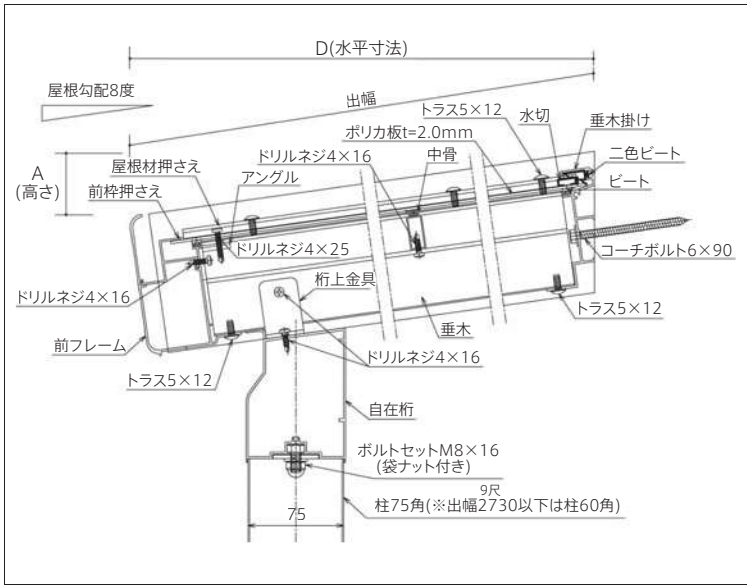 D(水平寸法)
屋根勾配8度
出幅
トラス5×12
水切
垂木掛け
ポリカ板t=2.0mm
二色ビート
ドリルネジ4×16
中骨
A
(高さ)
屋根材押さえ
アングル
ビート
前枠押さえ
ドリルネジ4×25
コーチボルト6×90
ドリルネジ4×16
桁上金具
トラス5×12
垂木
前フレーム
ドリルネジ4×16
トラス5×12
自在桁
ボルトセットM8×16
(袋ナット付き)
9尺
75
柱75角(※出幅2730以下は柱60角)